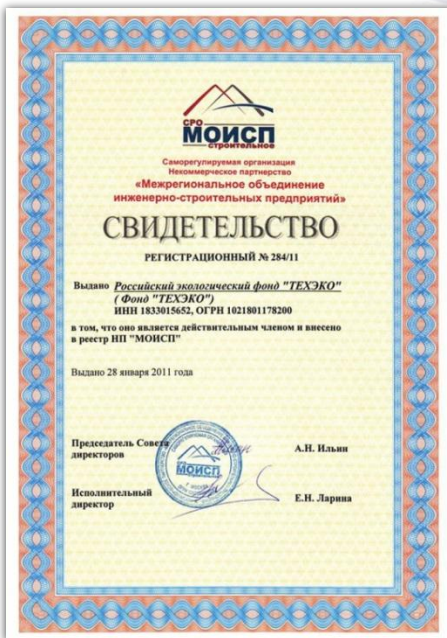 СРО
МОИСП
строительное
Саморегулируемая организация
Некоммерческое партнерство
«Межрегиональное объединение
инженерно-строительных предприятий»
СВИДЕТЕЛЬСТВО
РЕГИСТРАЦИОННЫЙ № 284/11
Выдано Российский экологический фонд "ТЕХЭКО"
( Фонд "ТЕХЭКО")
ИНН 1833015652, ОГРН 1021801178200
в том, что оно является действительным членом и внесено
в реестр НП "МОИСП"
Выдано 28 января 2011 года
Председатель Совета
директоров
А.Н. Ильин
МОИСП
Исполнительный
директор
Е.Н. Ларина